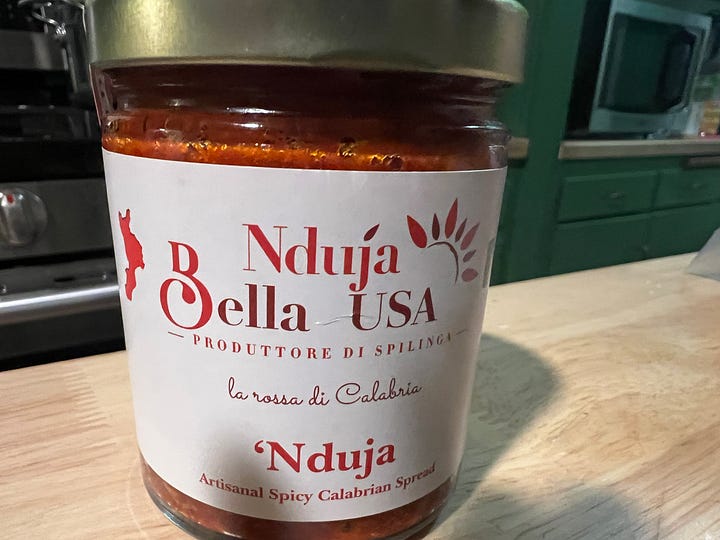 Nduja
Bella USA
PRODUTTORE DI SPILINGA
la rossa di Calabria
‘Nduja
Artisanal Spicy Calabrian Spread